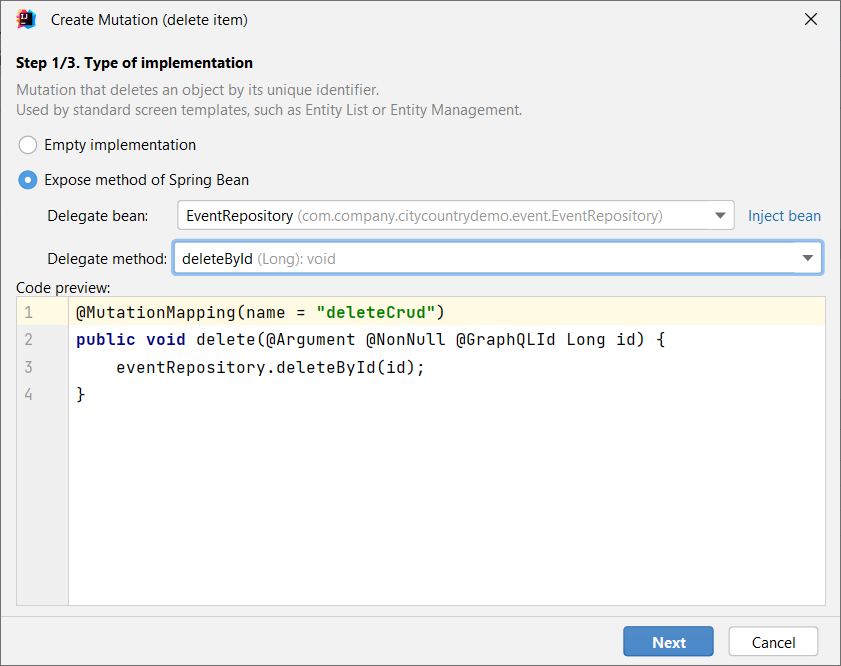 Create Mutation (delete item)
Step 1/3. Type of implementation
Mutation that deletes an object by its unique identifier.
Used by standard screen templates, such as Entity List or Entity Management.
Empty implementation
Expose method of Spring Bean
Delegate bean: EventRepository (com.company.citycountrydemo.event.EventRepository) Inject bean
Delegate method: deleteById (Long): void
Code preview:
1 @MutationMapping(name = "deleteCrud")
2 public void delete(@Argument @NonNull @GraphQLId Long id) {
3 eventRepository.deleteById(id);
4 }
Next Cancel